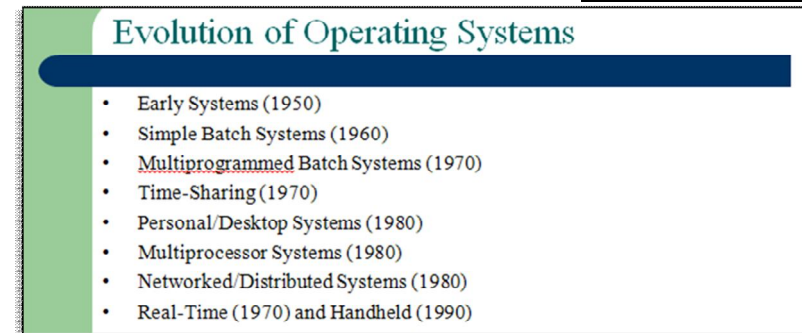 Evolution of Operating Systems
• Early Systems (1950)
• Simple Batch Systems (1960)
• Multiprogrammed Batch Systems (1970)
• Time-Sharing (1970)
• Personal/Desktop Systems (1980)
• Multiprocessor Systems (1980)
• Networked/Distributed Systems (1980)
• Real-Time (1970) and Handheld (1990)